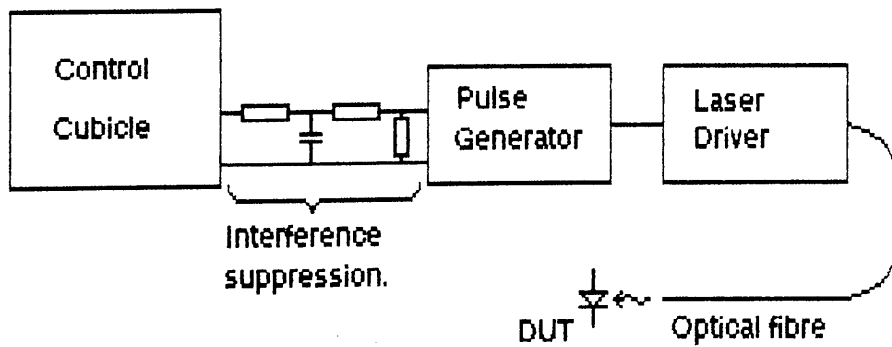 Control
Cubicle
Pulse
Generator
Laser
Driver
Interference
suppression.
DUT
Optical fibre